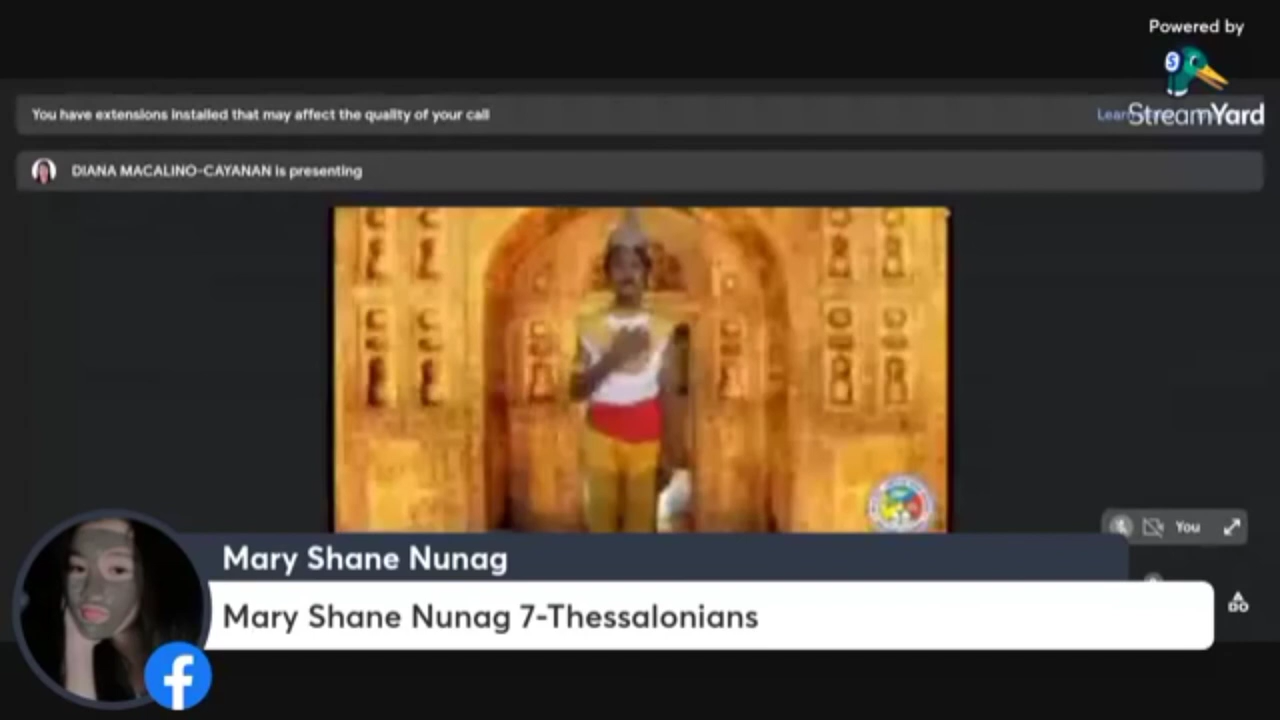 Powered by
StreamYard
You have extensions installed that may affect the quality of your call
DIANA MACALINO-CAYANAN is presenting
You
Mary Shane Nunag
Mary Shane Nunag 7-Thessalonians